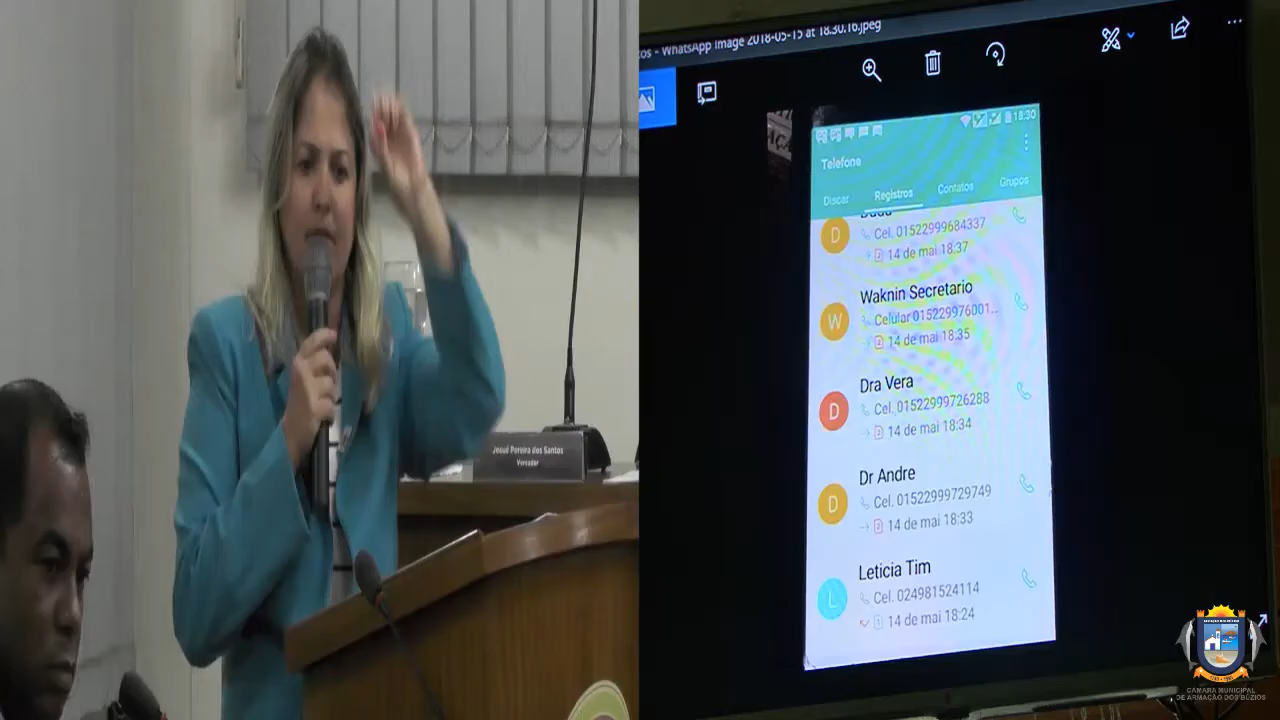 Josué Pereira dos Santos
Vereador
os - WhatsApp Image 2018-05-15 at 18.30.16.jpeg
18:30
Telefone
Discar Registros Contatos Grupos
Cel. 01522999684337
14 de mai 18:37
W
Waknin Secretario
Celular 015229976001...
14 de mai 18:35
D
Dra Vera
Cel. 01522999726288
14 de mai 18:34
D
Dr Andre
Cel. 01522999729749
14 de mai 18:33
L
Leticia Tim
Cel. 024981524114
14 de mai 18:24
D
CÂMARA MUNICIPAL
DE ARMAÇÃO DOS BÚZIOS